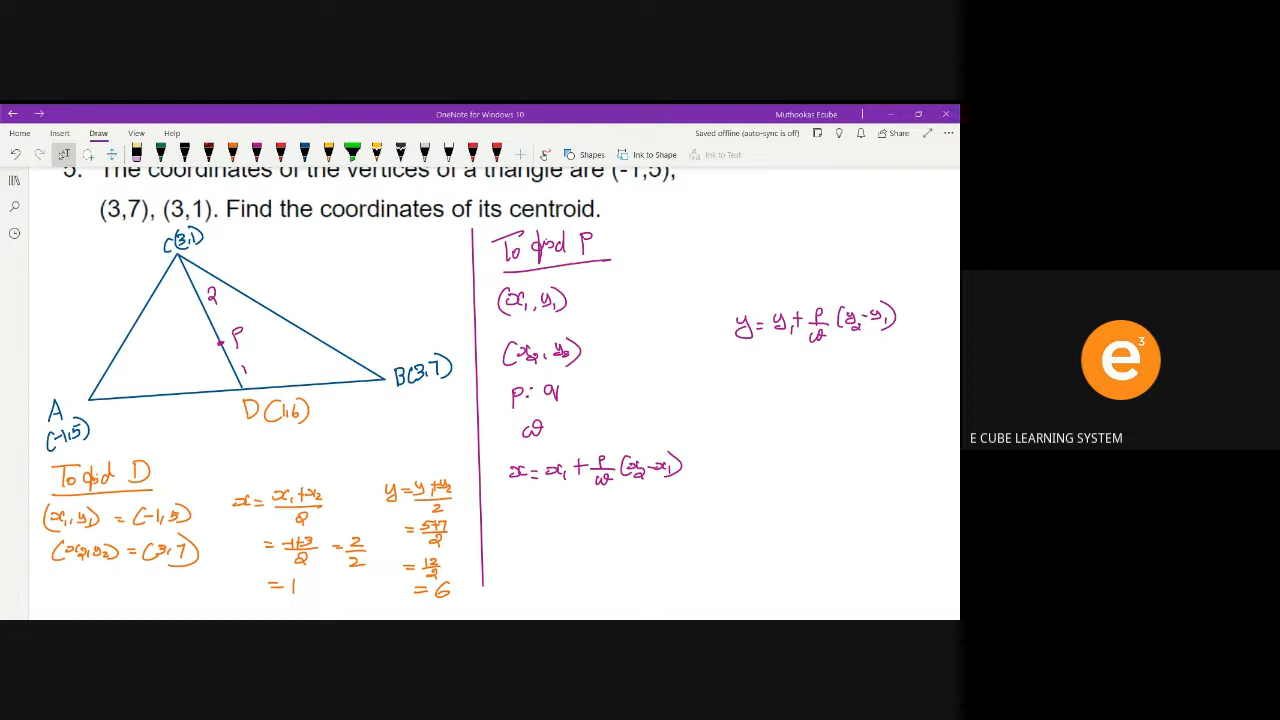 OneNote for Windows 10
Muthookas Ecube
Home Insert Draw View Help
Saved offline (auto-sync is off)
Share
Shapes
Ink to Shape
Ink to Text
5. The coordinates of the vertices of a triangle are (-1,5),
(3,7), (3,1). Find the coordinates of its centroid.
C(3,1)
2
P
1
B(3,7)
A
(-1,5)
D(1,6)
To find D
(x₁, y₁) = (-1,5)
(x₂, y₂) = (3,7)
x = x₁+x₂/2
= -1+3/2 = 2/2
= 1
y = y₁+y₂/2
= 5+7/2
= 12/2
= 6
To find P
(x₁, y₁)
(x₂, y₂)
p:q
w
x = x₁ + p/w (x₂-x₁)
y = y₁ + p/w (y₂-y₁)
e³
E CUBE LEARNING SYSTEM